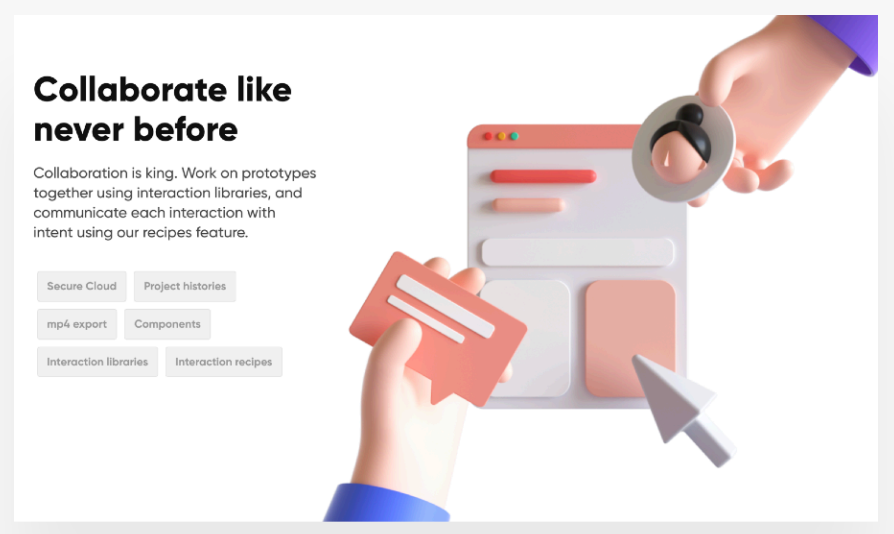 Collaborate like
never before
Collaboration is king. Work on prototypes
together using interaction libraries, and
communicate each interaction with
intent using our recipes feature.
Secure Cloud
Project histories
mp4 export
Components
Interaction libraries
Interaction recipes